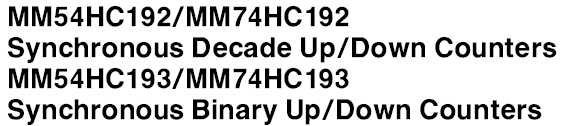 MM54HC192/MM74HC192
Synchronous Decade Up/Down Counters
MM54HC193/MM74HC193
Synchronous Binary Up/Down Counters